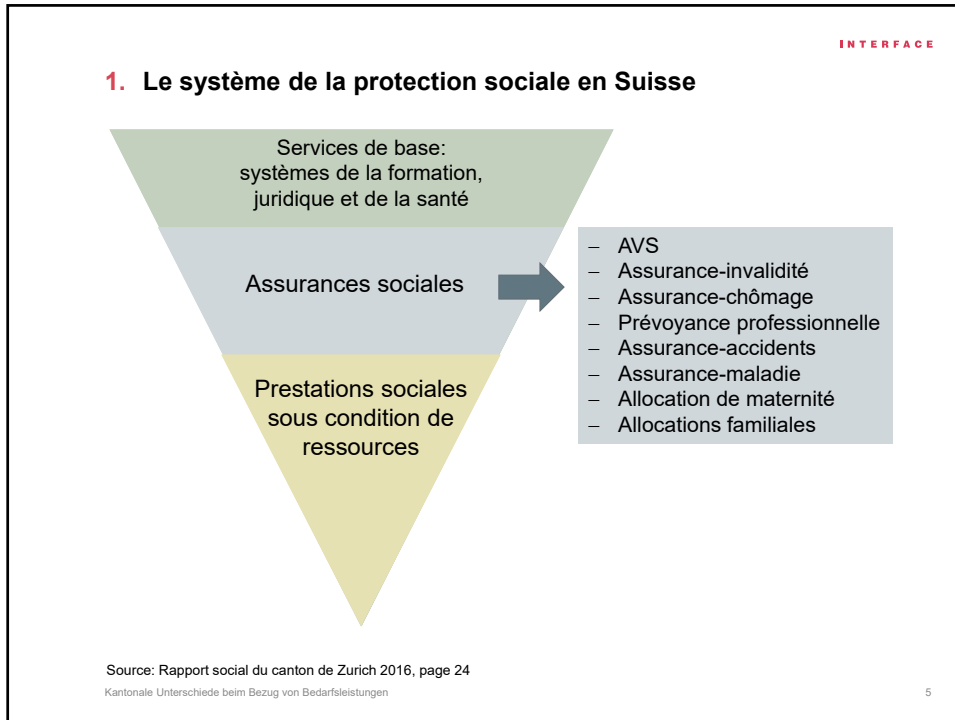 INTERFACE
1. Le système de la protection sociale en Suisse
Services de base:
systèmes de la formation,
juridique et de la santé
Assurances sociales
– AVS
– Assurance-invalidité
– Assurance-chômage
– Prévoyance professionnelle
– Assurance-accidents
– Assurance-maladie
– Allocation de maternité
– Allocations familiales
Prestations sociales
sous condition de
ressources
Source: Rapport social du canton de Zurich 2016, page 24
Kantonale Unterschiede beim Bezug von Bedarfsleistungen 5